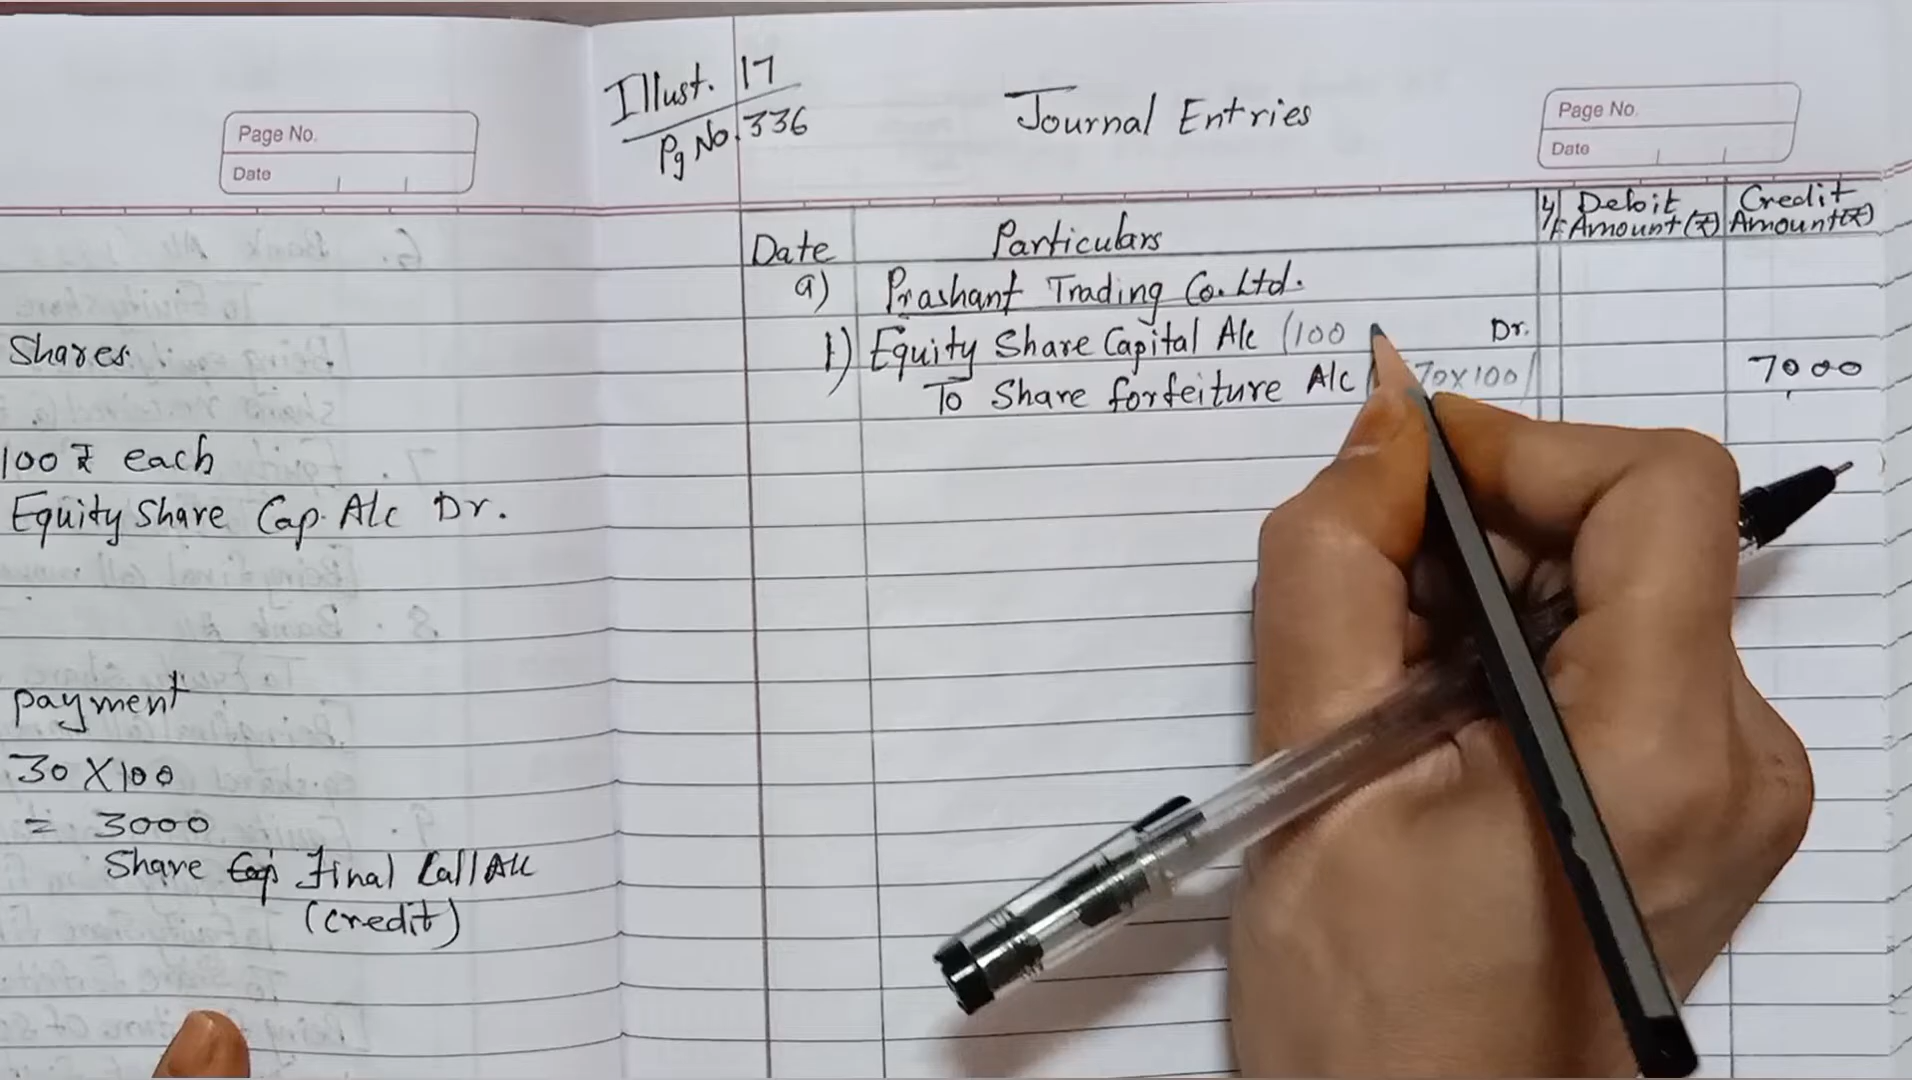 Page No.
Date
Shares.
100 ₹ each
Equity Share Cap. A/c Dr.
payment
30 X 100
= 3000
Share Final Call A/c
(credit)
Illust. 17
Pg No. 336
Journal Entries
Page No.
Date
Date Particulars Debit Amount (₹) Credit Amount (₹)
a) Prashant Trading Co. Ltd.
1) Equity Share Capital A/c (100 Dr.
To Share forfeiture A/c 70x100) 7000